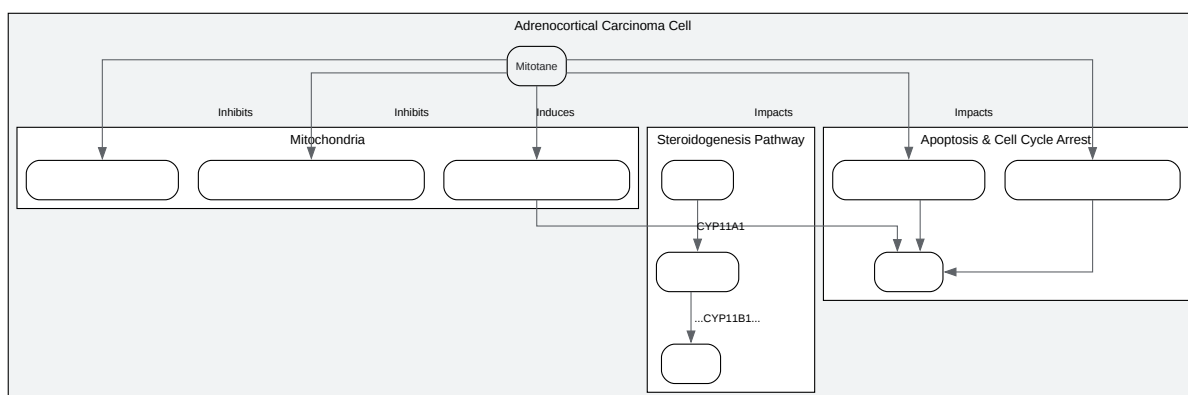 Adrenocortical Carcinoma Cell
Mitotane
Inhibits
Inhibits
Induces
Impacts
Impacts
Mitochondria
Steroidogenesis Pathway
Apoptosis & Cell Cycle Arrest
CYP11A1
...CYP11B1...